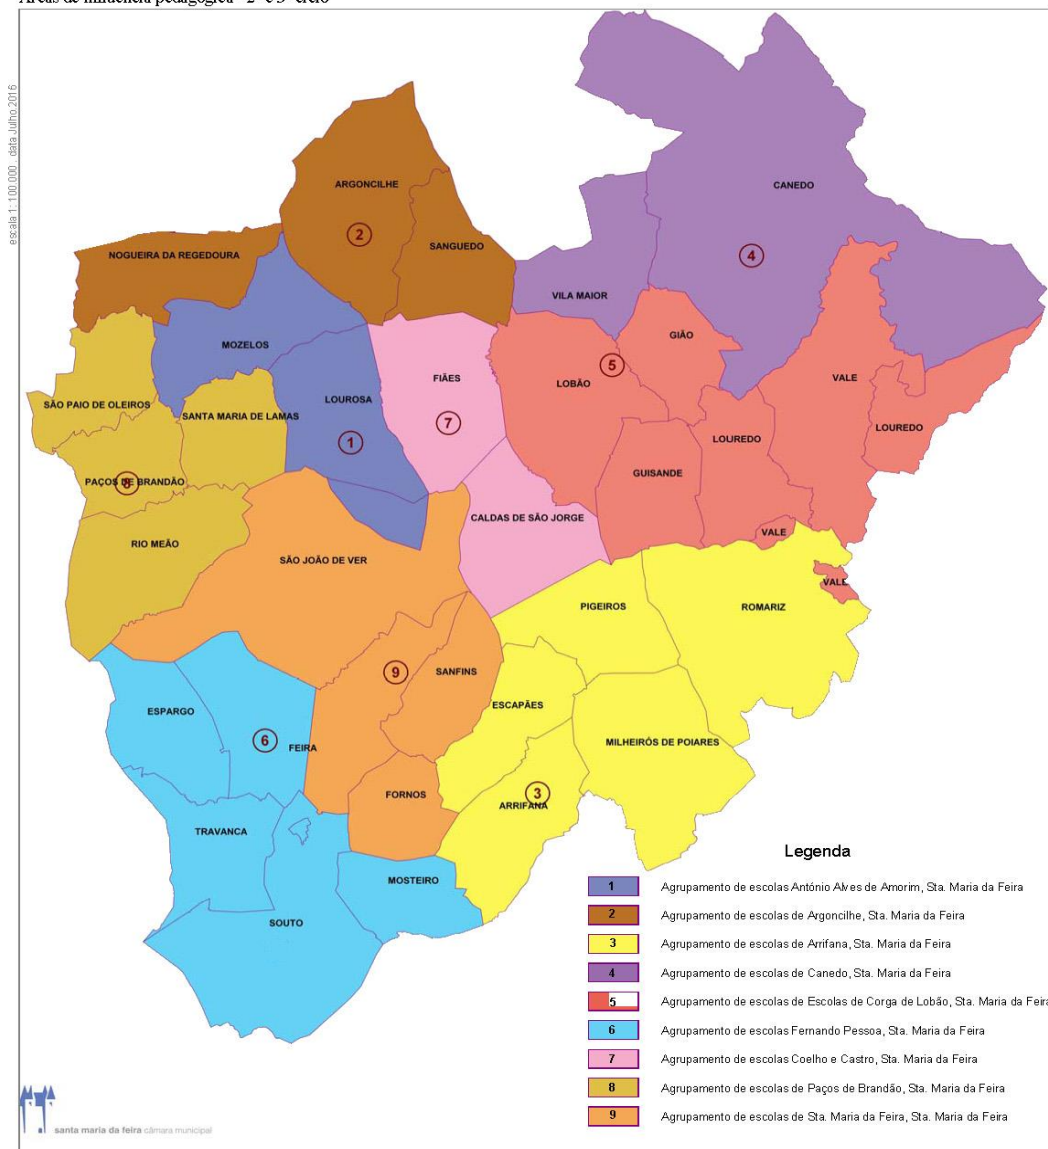 Áreas de influência pedagógica - 2º e 3º ciclo
escala 1: 100 000 . data Julho.2016
CANEDO
ARGONCILHE
2
SANGUEDO
4
NOGUEIRA DA REGEDOURA
VILA MAIOR
MOZELOS
GIÃO
5
FIÃES
LOBÃO
VALE
SÃO PAIO DE OLEIROS
SANTA MARIA DE LAMAS
LOUROSA
7
LOUREDO
LOUREDO
1
GUISANDE
PAÇOS DE BRANDÃO
8
CALDAS DE SÃO JORGE
VALE
RIO MEÃO
SÃO JOÃO DE VER
VALE
PIGEIROS
ROMARIZ
9
SANFINS
ESCAPÃES
ESPARGO
6
FEIRA
MILHEIRÓS DE POIARES
FORNOS
3
ARRIFANA
TRAVANCA
MOSTEIRO
SOUTO
Legenda
1 Agrupamento de escolas António Alves de Amorim, Sta. Maria da Feira
2 Agrupamento de escolas de Argoncilhe, Sta. Maria da Feira
3 Agrupamento de escolas de Arrifana, Sta. Maria da Feira
4 Agrupamento de escolas de Canedo, Sta. Maria da Feira
5 Agrupamento de escolas de Escolas de Corga de Lobão, Sta. Maria da Feira
6 Agrupamento de escolas Fernando Pessoa, Sta. Maria da Feira
7 Agrupamento de escolas Coelho e Castro, Sta. Maria da Feira
8 Agrupamento de escolas de Paços de Brandão, Sta. Maria da Feira
9 Agrupamento de escolas de Sta. Maria da Feira, Sta. Maria da Feira
santa maria da feira câmara municipal